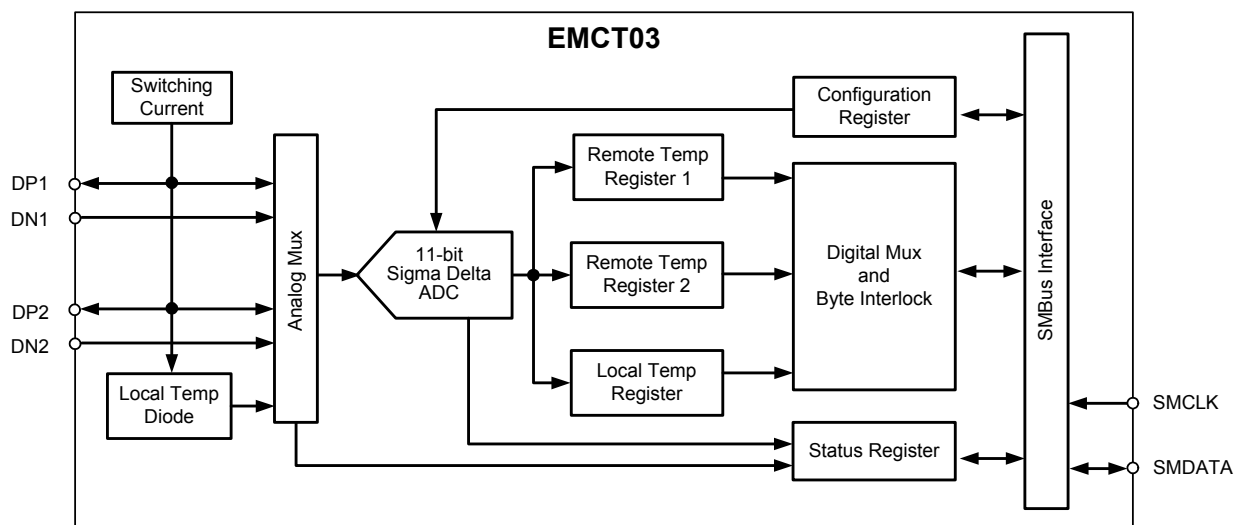 EMCT03
Switching
Current
Configuration
Register
DP1
DN1
DP2
DN2
Analog Mux
Remote Temp
Register 1
11-bit
Sigma Delta
ADC
Remote Temp
Register 2
Digital Mux
and
Byte Interlock
SMBus Interface
Local Temp
Diode
Local Temp
Register
Status Register
SMCLK
SMDATA